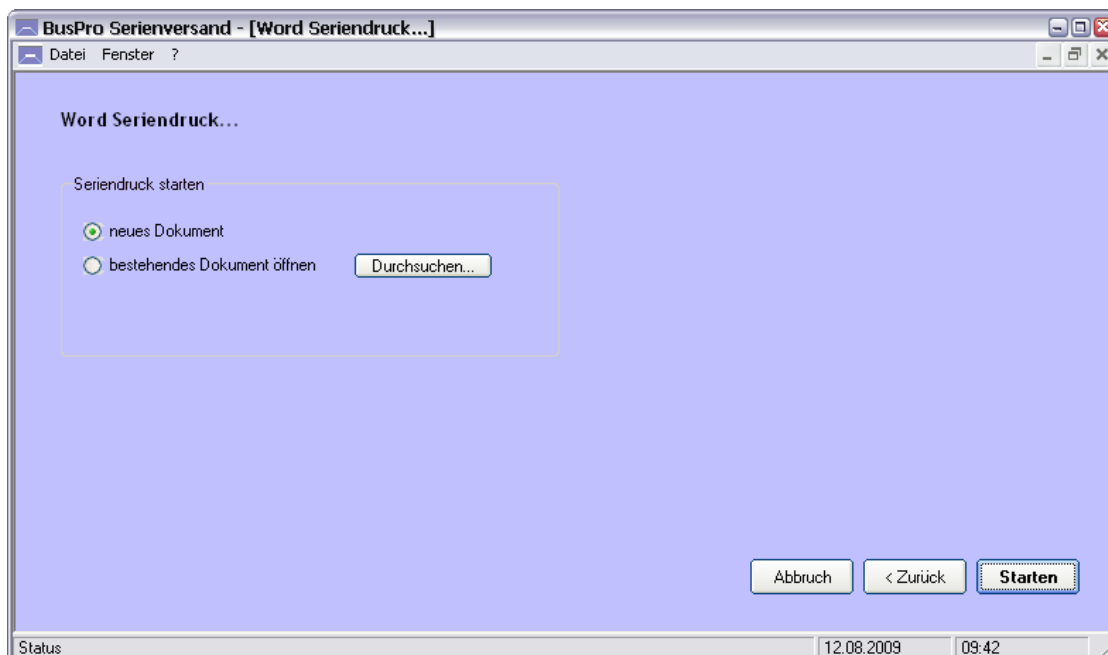 BusPro Serienversand - [Word Seriendruck...]
Datei Fenster ?
Word Seriendruck...
Seriendruck starten
neues Dokument
bestehendes Dokument öffnen Durchsuchen...
Abbruch < Zurück Starten
Status 12.08.2009 09:42